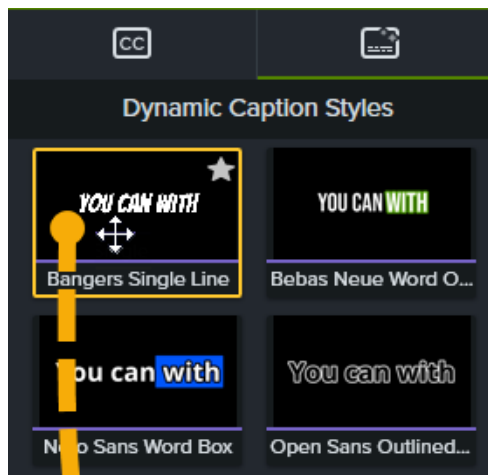 CC
Dynamic Caption Styles
YOU CAN WITH
YOU CAN WITH
Bangers Single Line
Bebas Neue Word O...
You can with
You can with
Sans Word Box
Open Sans Outlined...